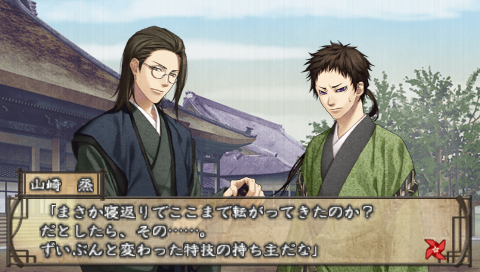 山崎 烝
「まさか寝返りでここまで転がってきたのか？
だとしたら、その……。
ずいぶんと変わった特技の持ち主だな」